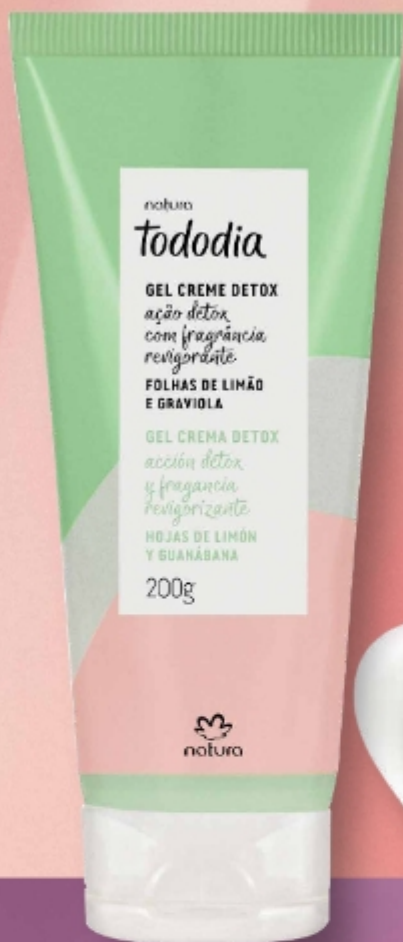 natura
tododia
GEL CREME DETOX
ação detox
com fragrância
revigorante
FOLHAS DE LIMÃO
E GRAVIOLA
GEL CREMA DETOX
acción detox
y fragancia
revigorizante
HOJAS DE LIMÓN
Y GUANÁBANA
200g
natura